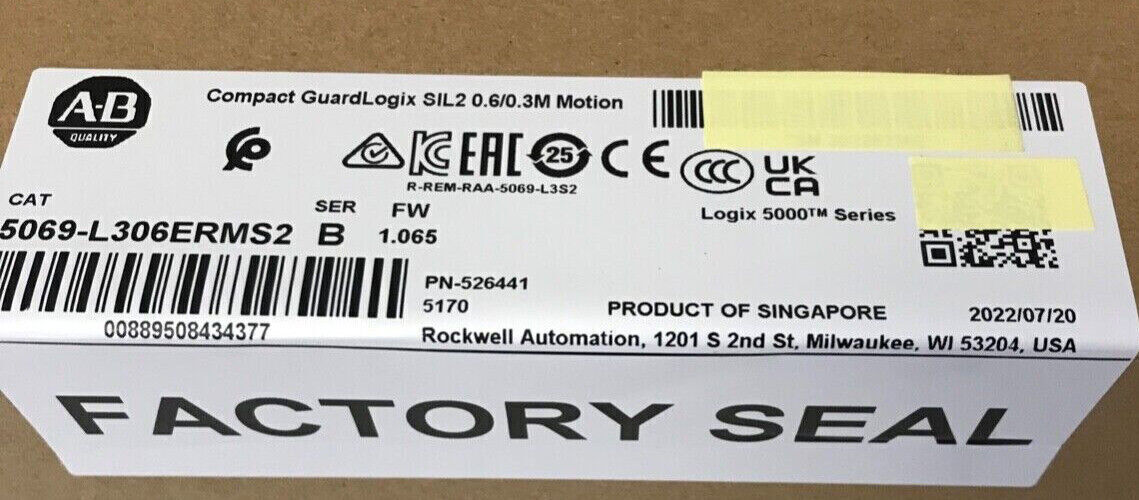 A-B
QUALITY
Compact GuardLogix SIL2 0.6/0.3M Motion
EAC
25
CE
CCC
UK
CA
R-REM-RAA-5069-L3S2
Logix 5000™ Series
CAT
SER
FW
5069-L306ERMS2
B
1.065
PN-526441
5170
PRODUCT OF SINGAPORE
2022/07/20
00889508434377
Rockwell Automation, 1201 S 2nd St, Milwaukee, WI 53204, USA
FACTORY SEAL